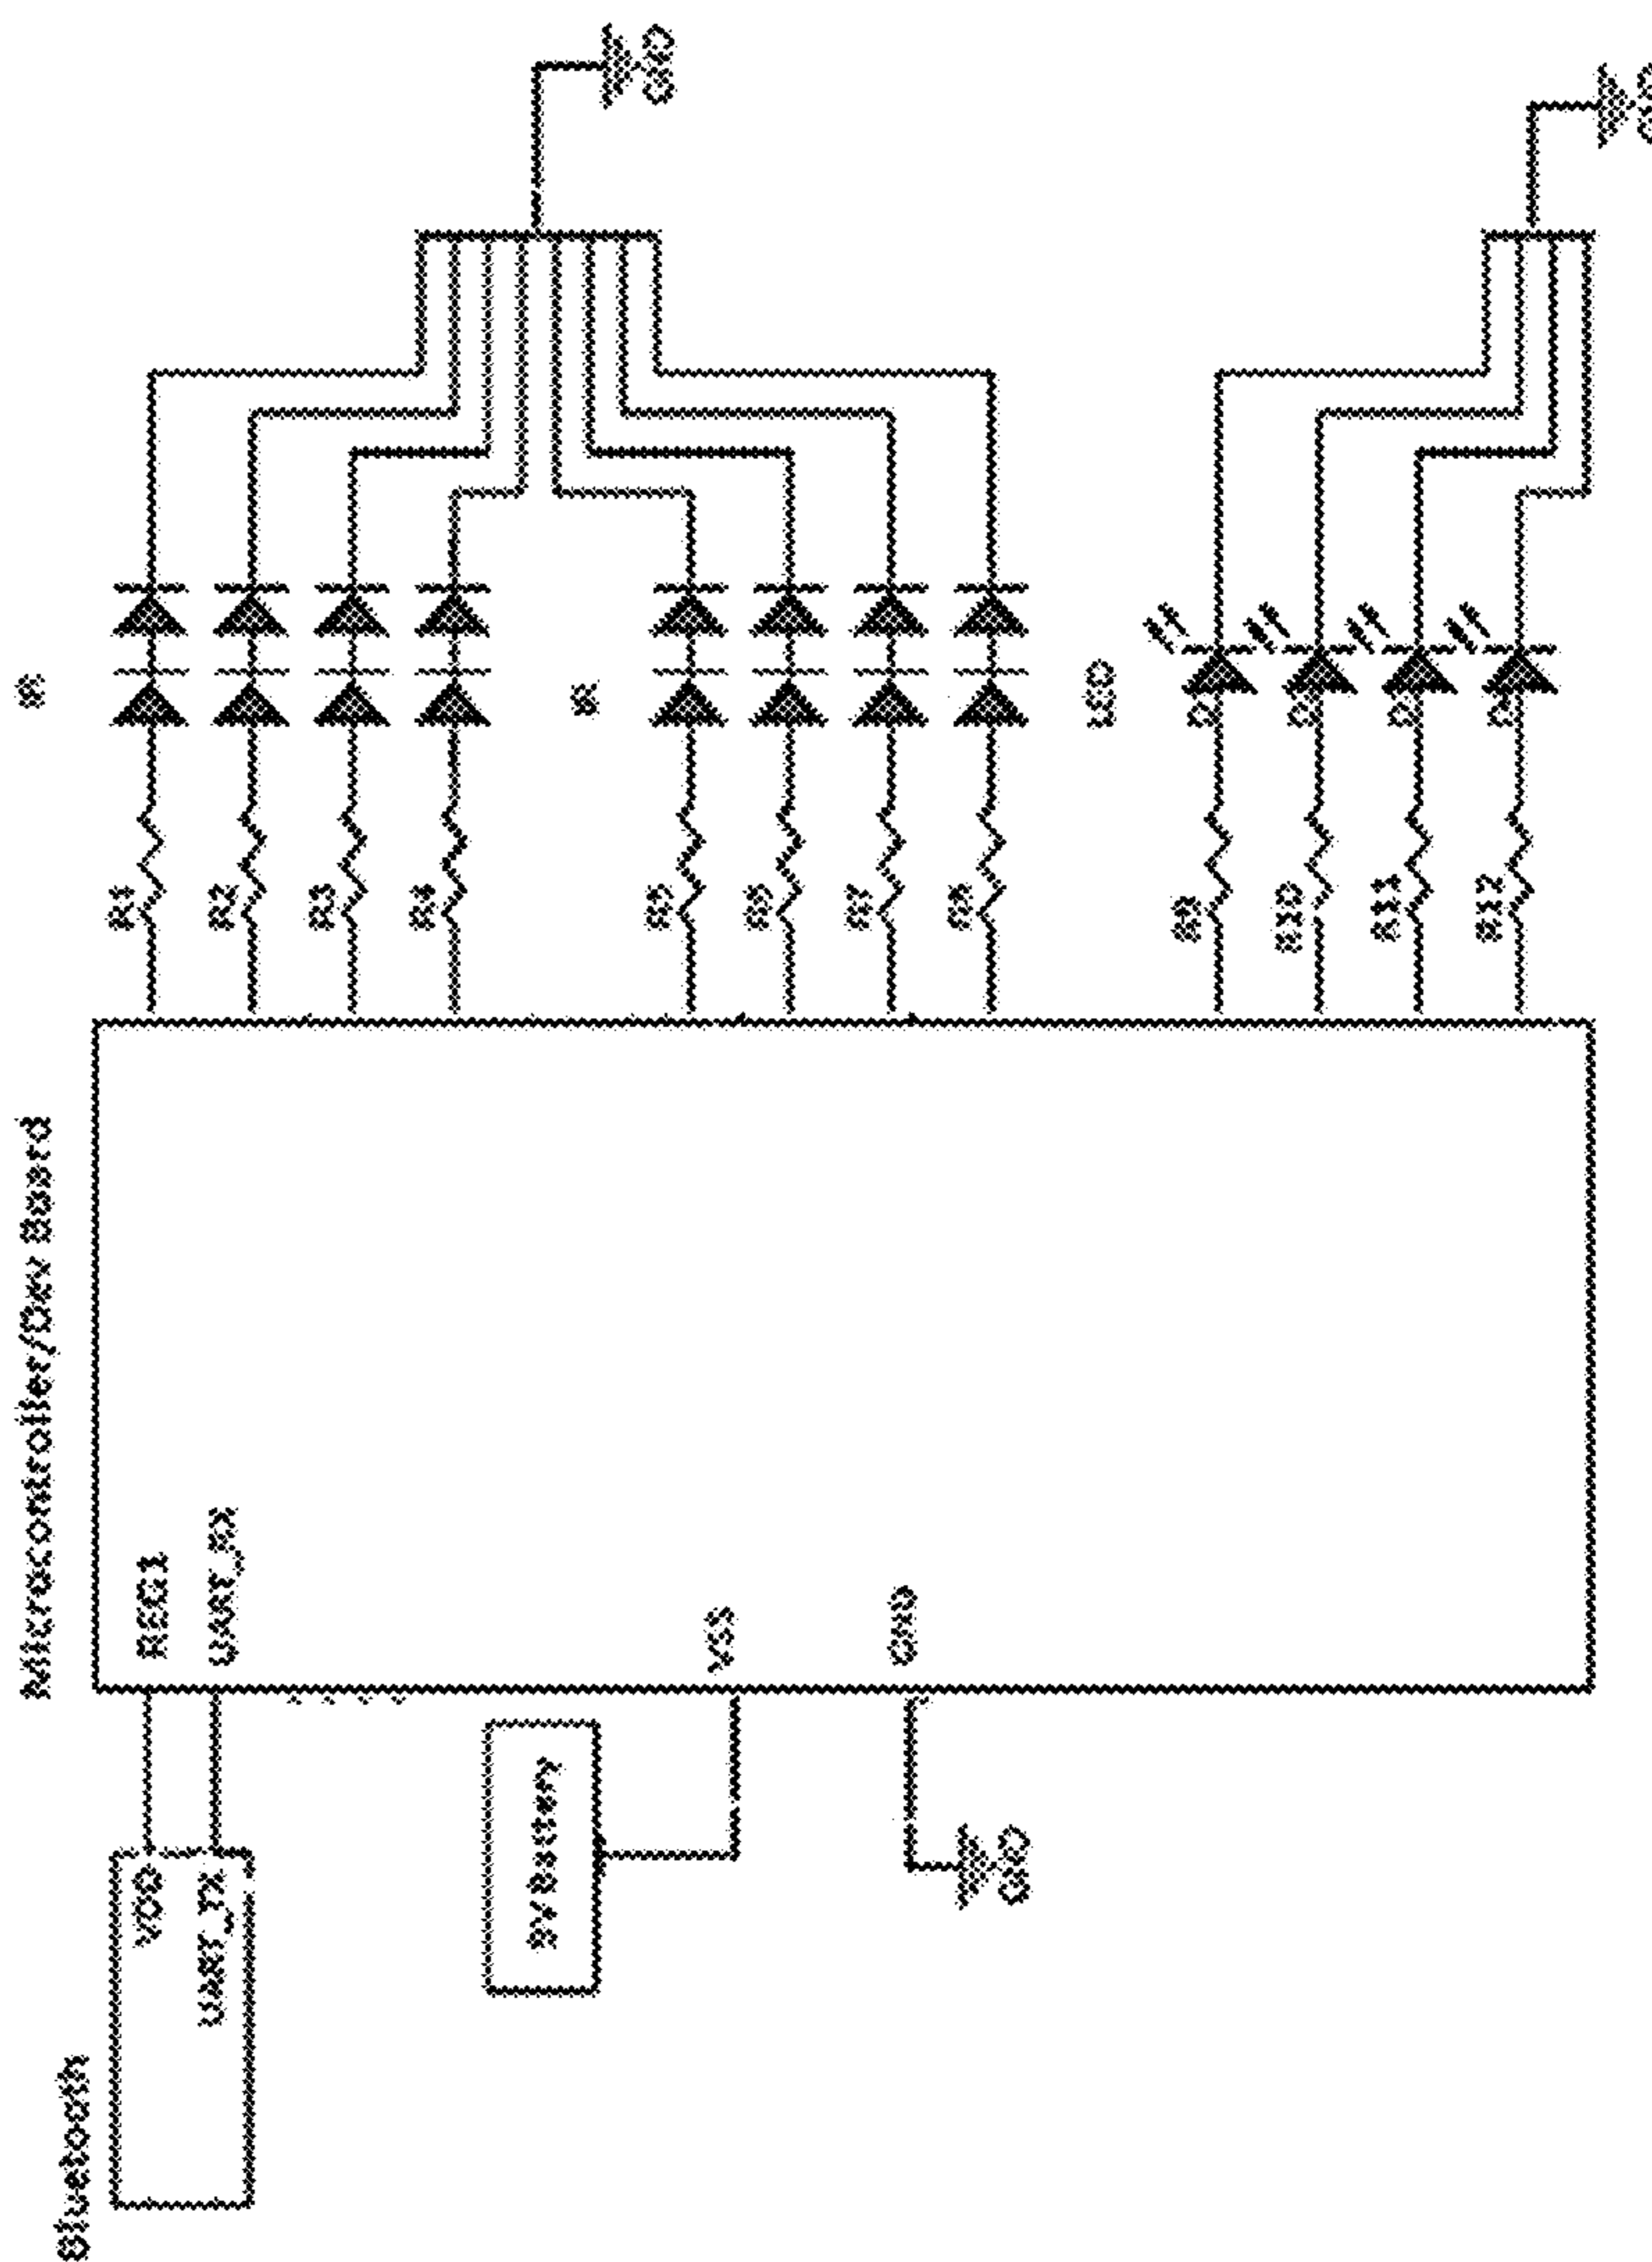 Microcontroller/Dev Board
Bluetooth
R1
VDD
REG1
UART_TX
UART_RX
R2
R3
R4
Battery
GND
R5
VSS
R6
R7
GND
R8
GND
LED
R9
R10
R11
R12
GND